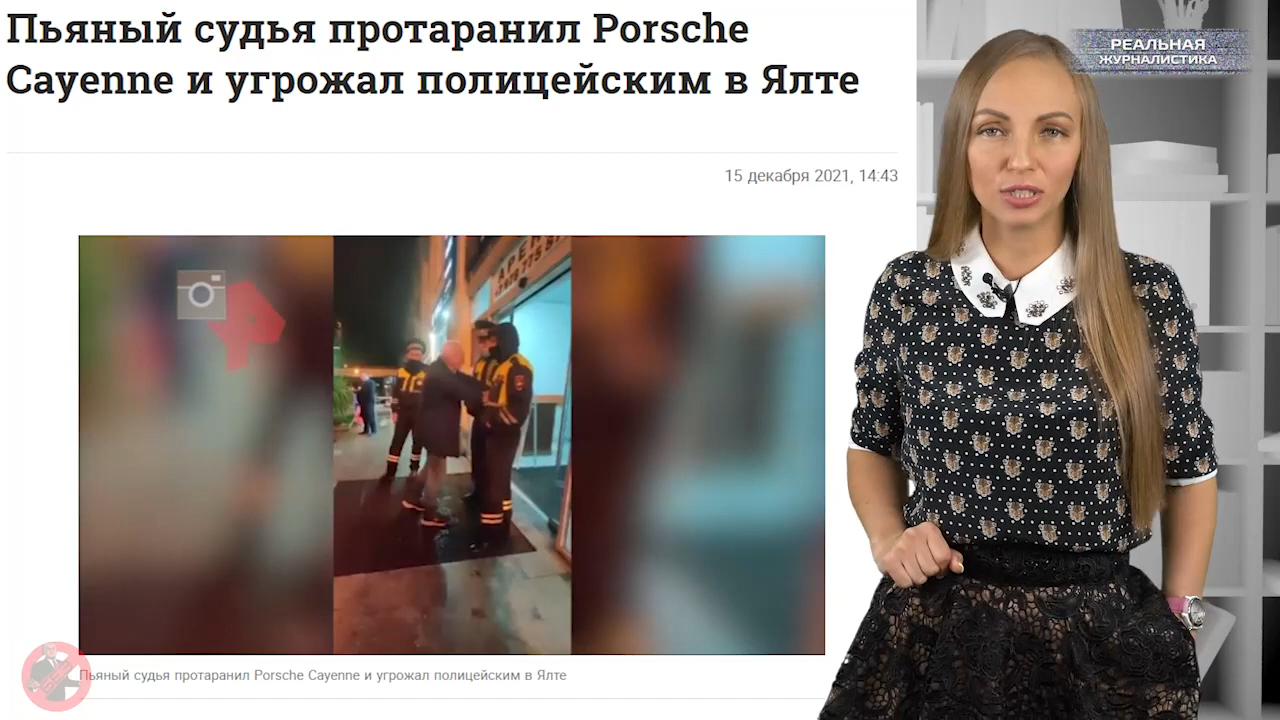 Пьяный судья протаранил Porsche
Cayenne и угрожал полицейским в Ялте
РЕАЛЬНАЯ
ЖУРНАЛИСТИКА
15 декабря 2021, 14:43
Пьяный судья протаранил Porsche Cayenne и угрожал полицейским в Ялте